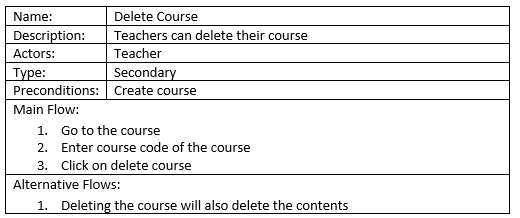 Name: Delete Course
Description: Teachers can delete their course
Actors: Teacher
Type: Secondary
Preconditions: Create course
Main Flow:
1. Go to the course
2. Enter course code of the course
3. Click on delete course
Alternative Flows:
1. Deleting the course will also delete the contents